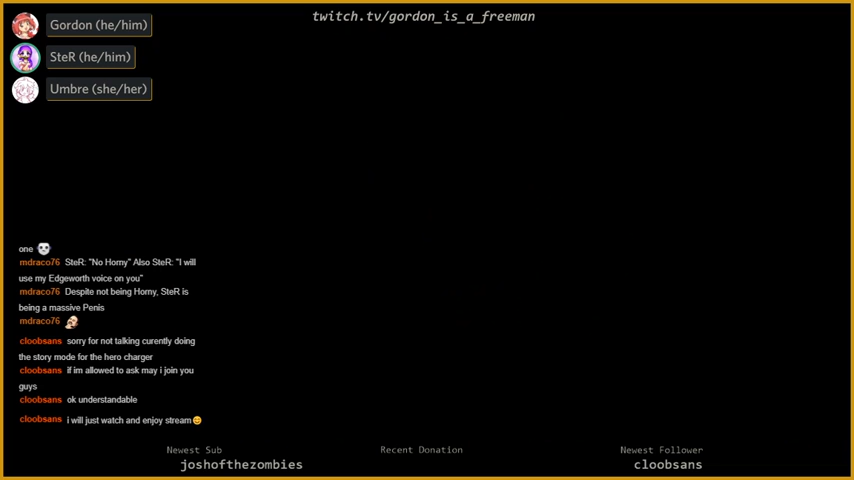 twitch.tv/gordon_is_a_freeman
Gordon (he/him)
SteR (he/him)
Umbre (she/her)
one
mdraco76 SteR: "No Horny" Also SteR: "I will
use my Edgeworth voice on you"
mdraco76 Despite not being Horny, SteR is
being a massive Penis
mdraco76
cloobsans sorry for not talking curently doing
the story mode for the hero charger
cloobsans if im allowed to ask may i join you
guys
cloobsans ok understandable
cloobsans i will just watch and enjoy stream
Newest Sub
joshofthezombies
Recent Donation
Newest Follower
cloobsans